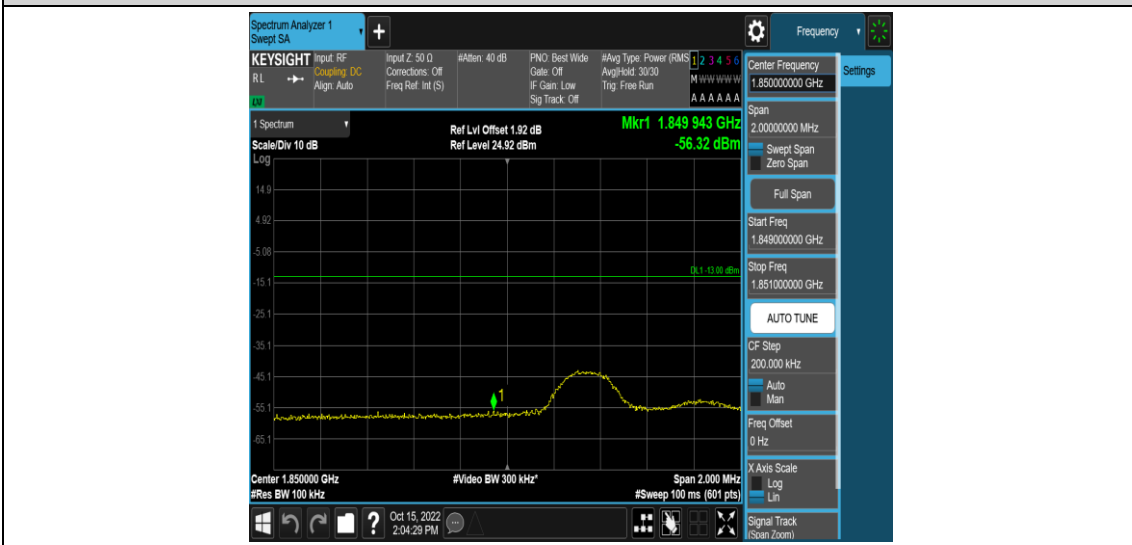 Spectrum Analyzer 1
Swept SA
+
Frequency
KEYSIGHT
RL
Input: RF
Coupling: DC
Align: Auto
Input Z: 50 Ω
Corrections: Off
Freq Ref: Int (S)
#Atten: 40 dB
PNO: Best Wide
Gate: Off
IF Gain: Low
Sig Track: Off
#Avg Type: Power (RMS
Avg|Hold: 30/30
Trig: Free Run
1 2 3 4 5 6
M W W W W W
A A A A A A
1 Spectrum
Scale/Div 10 dB
Log
Ref Lvl Offset 1.92 dB
Ref Level 24.92 dBm
Mkr1 1.849 943 GHz
-56.32 dBm
14.9
4.92
-5.08
-15.1
-25.1
-35.1
-45.1
-55.1
-65.1
DL1 -13.00 dBm
1
Center 1.850000 GHz
#Res BW 100 kHz
#Video BW 300 kHz*
Span 2.000 MHz
#Sweep 100 ms (601 pts)
Center Frequency
1.850000000 GHz
Settings
Span
2.00000000 MHz
Swept Span
Zero Span
Full Span
Start Freq
1.849000000 GHz
Stop Freq
1.851000000 GHz
AUTO TUNE
CF Step
200.000 kHz
Auto
Man
Freq Offset
0 Hz
X Axis Scale
Log
Lin
Signal Track
(Span Zoom)
?
Oct 15, 2022
2:04:29 PM